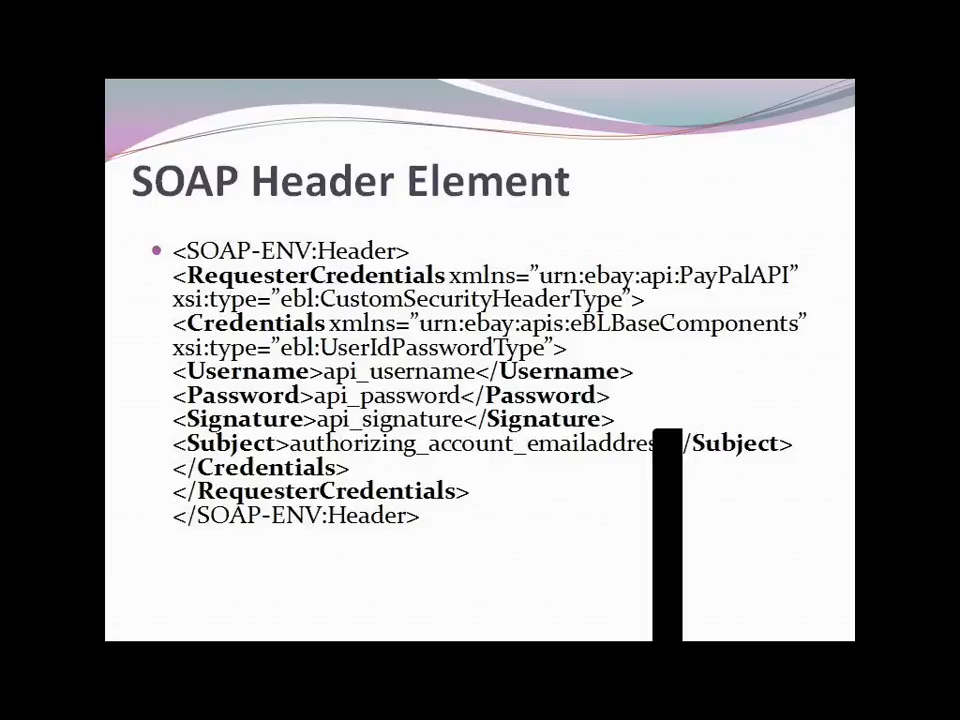 SOAP Header Element
<SOAP-ENV:Header>
<RequesterCredentials xmlns=”urn:ebay:api:PayPalAPI”
xsi:type=”ebl:CustomSecurityHeaderType”>
<Credentials xmlns=”urn:ebay:apis:eBLBaseComponents”
xsi:type=”ebl:UserIdPasswordType”>
<Username>api_username</Username>
<Password>api_password</Password>
<Signature>api_signature</Signature>
<Subject>authorizing_account_emailaddres /Subject>
</Credentials>
</RequesterCredentials>
</SOAP-ENV:Header>